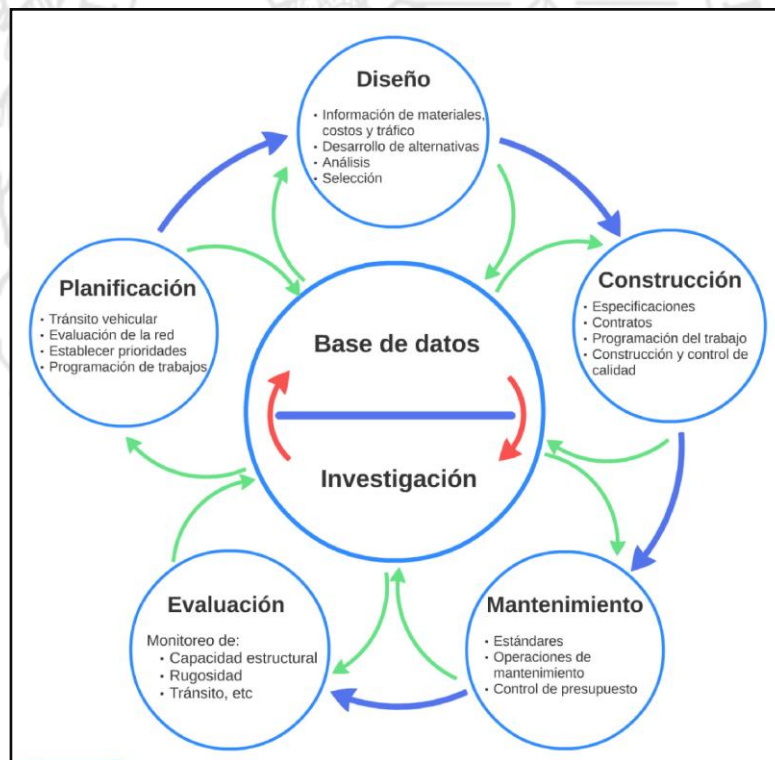 Diseño
• Información de materiales,
costos y tráfico
• Desarrollo de alternativas
• Análisis
• Selección
Planificación
• Tránsito vehicular
• Evaluación de la red
• Establecer prioridades
• Programación de trabajos
Construcción
• Especificaciones
• Contratos
• Programación del trabajo
• Construcción y control de
calidad
Base de datos
Investigación
Evaluación
Monitoreo de:
• Capacidad estructural
• Rugosidad
• Tránsito, etc
Mantenimiento
• Estándares
• Operaciones de
mantenimiento
• Control de presupuesto